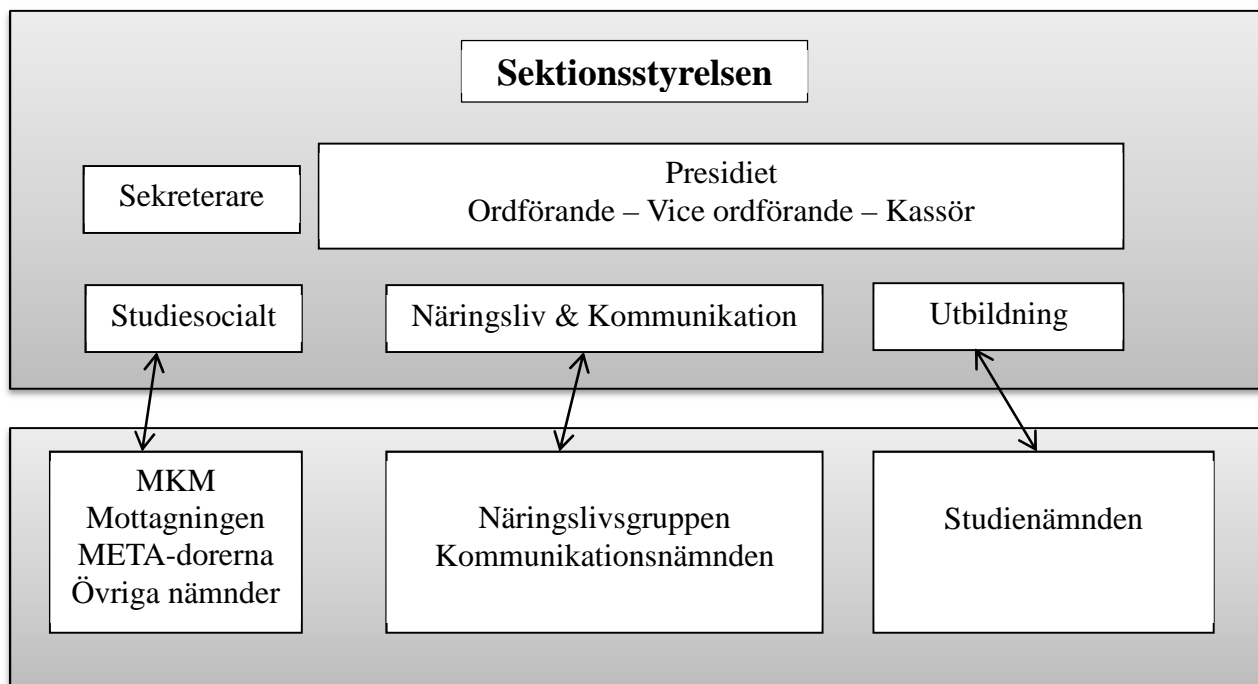 Sektionsstyrelsen
Sekreterare
Presidiet
Ordförande – Vice ordförande – Kassör
Studiesocialt
Näringsliv & Kommunikation
Utbildning
MKM
Mottagningen
META-dorerna
Övriga nämnder
Näringslivsgruppen
Kommunikationsnämnden
Studienämnden